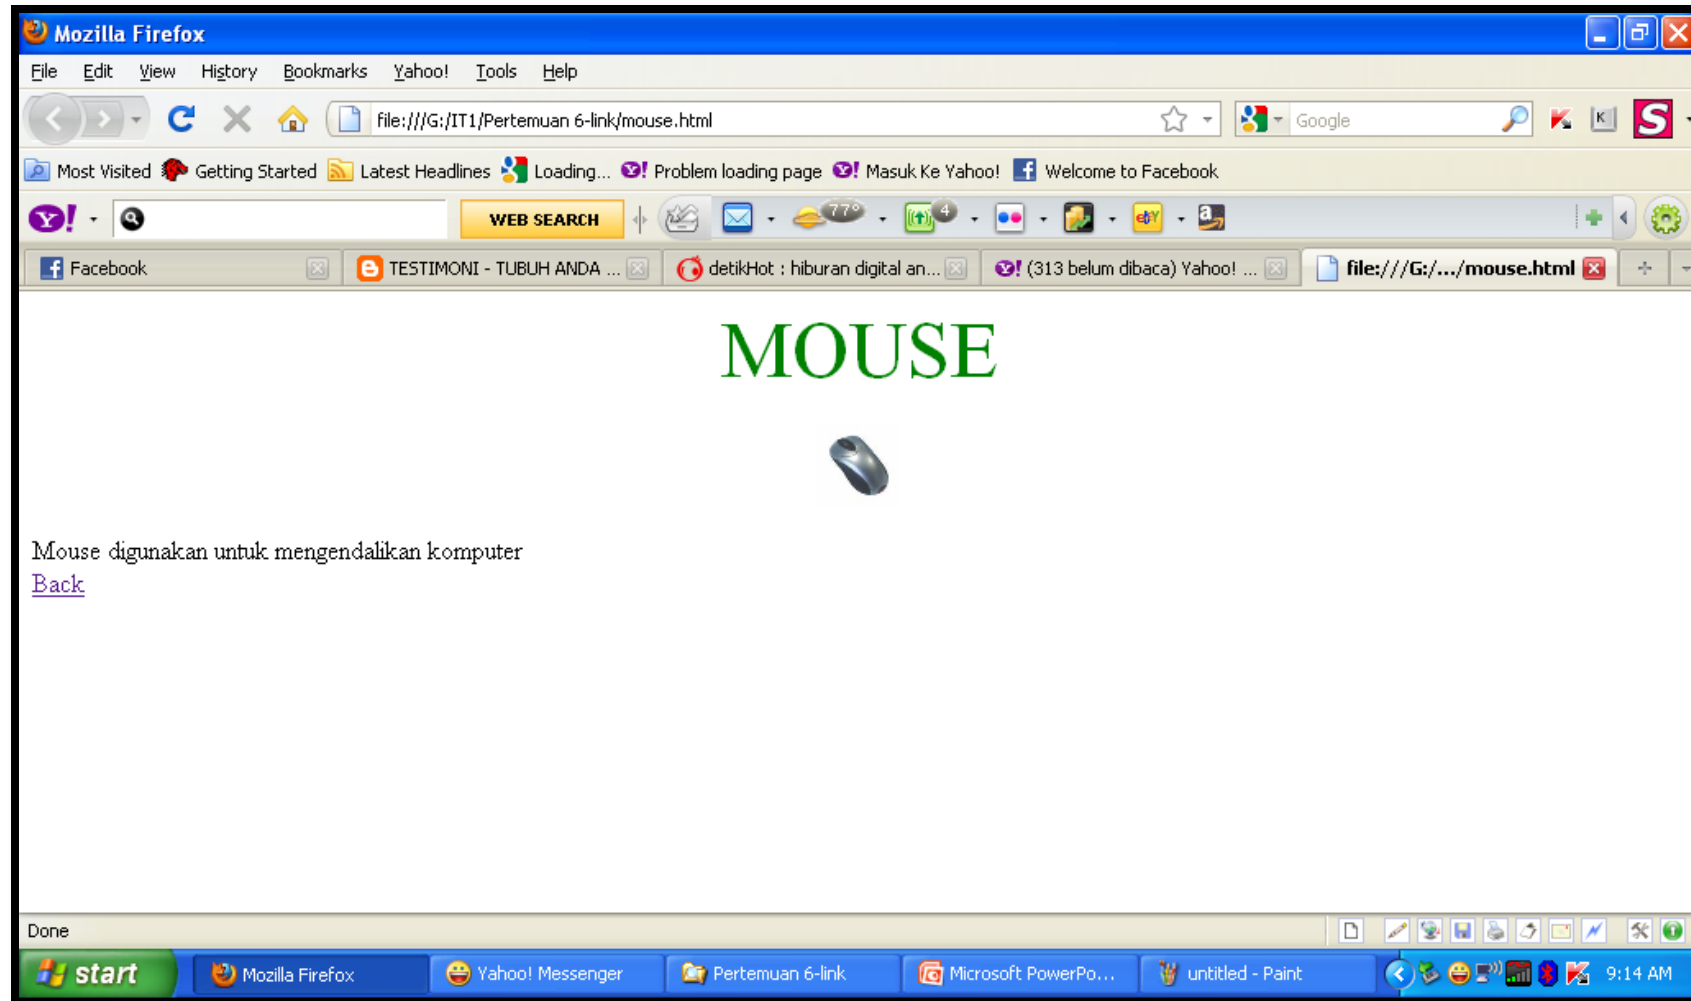 Mozilla Firefox
File Edit View History Bookmarks Yahoo! Tools Help
file:///G:/IT1/Pertemuan 6-link/mouse.html Google
Most Visited Getting Started Latest Headlines Loading... Problem loading page Masuk Ke Yahoo! Welcome to Facebook
Y! WEB SEARCH 77° 4
Facebook TESTIMONI - TUBUH ANDA ... detikHot : hiburan digital an... (313 belum dibaca) Yahoo! ... file:///G:/.../mouse.html
MOUSE
Mouse digunakan untuk mengendalikan komputer
Back
Done
start Mozilla Firefox Yahoo! Messenger Pertemuan 6-link Microsoft PowerPo... untitled - Paint 9:14 AM